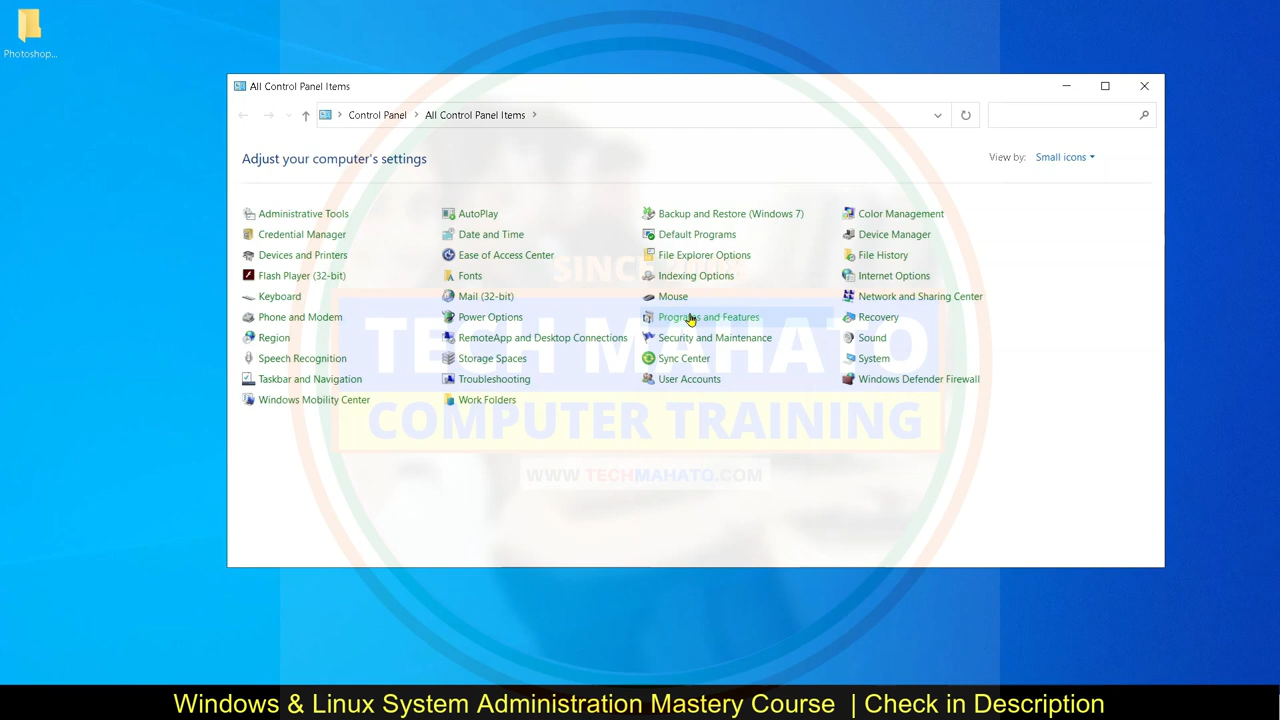 Photoshop...
All Control Panel Items
Control Panel > All Control Panel Items >
Adjust your computer's settings
View by: Small icons
Administrative Tools
AutoPlay
Backup and Restore (Windows 7)
Color Management
Credential Manager
Date and Time
Default Programs
Device Manager
Devices and Printers
Ease of Access Center
File Explorer Options
File History
Flash Player (32-bit)
Fonts
Indexing Options
Internet Options
Keyboard
Mail (32-bit)
Mouse
Network and Sharing Center
Phone and Modem
Power Options
Programs and Features
Recovery
Region
RemoteApp and Desktop Connections
Security and Maintenance
Sound
Speech Recognition
Storage Spaces
Sync Center
System
Taskbar and Navigation
Troubleshooting
User Accounts
Windows Defender Firewall
Windows Mobility Center
Work Folders
TECH MAHATO
COMPUTER TRAINING
WWW.TECHMAHATO.COM
Windows & Linux System Administration Mastery Course | Check in Description